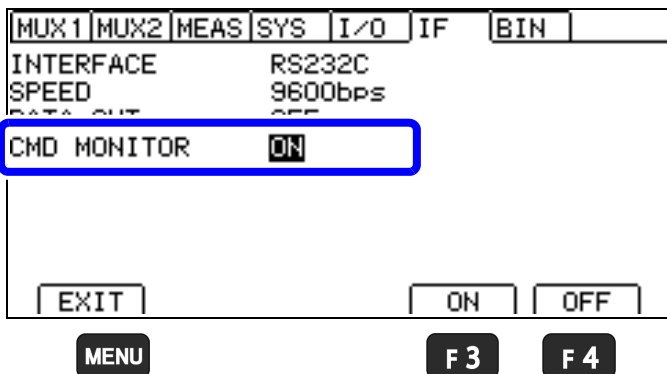 MUX1 MUX2 MEAS SYS I/O IF BIN
INTERFACE RS232C
SPEED 9600bps
CMD MONITOR ON
EXIT ON OFF
MENU F3 F4